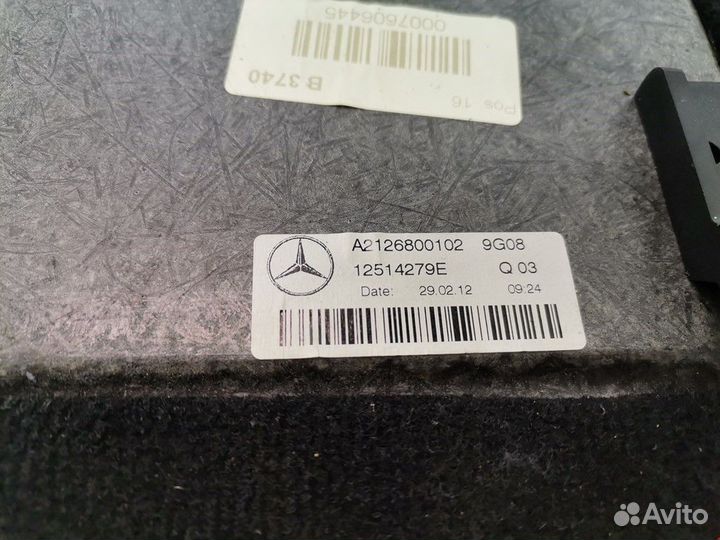 0007606445
B 3740
Pos 16
A2126800102 9G08
12514279E Q 03
Date: 29.02.12 09:24
Avito